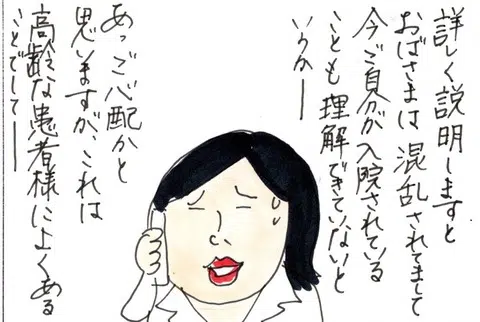 詳しく説明しますと
おばさまは混乱されてまして
今ご自分が入院されている
ことも理解できていないと
いうかー
あっご心配かと
思いますが、これは
高齢な患者様によくある
ことでしてー